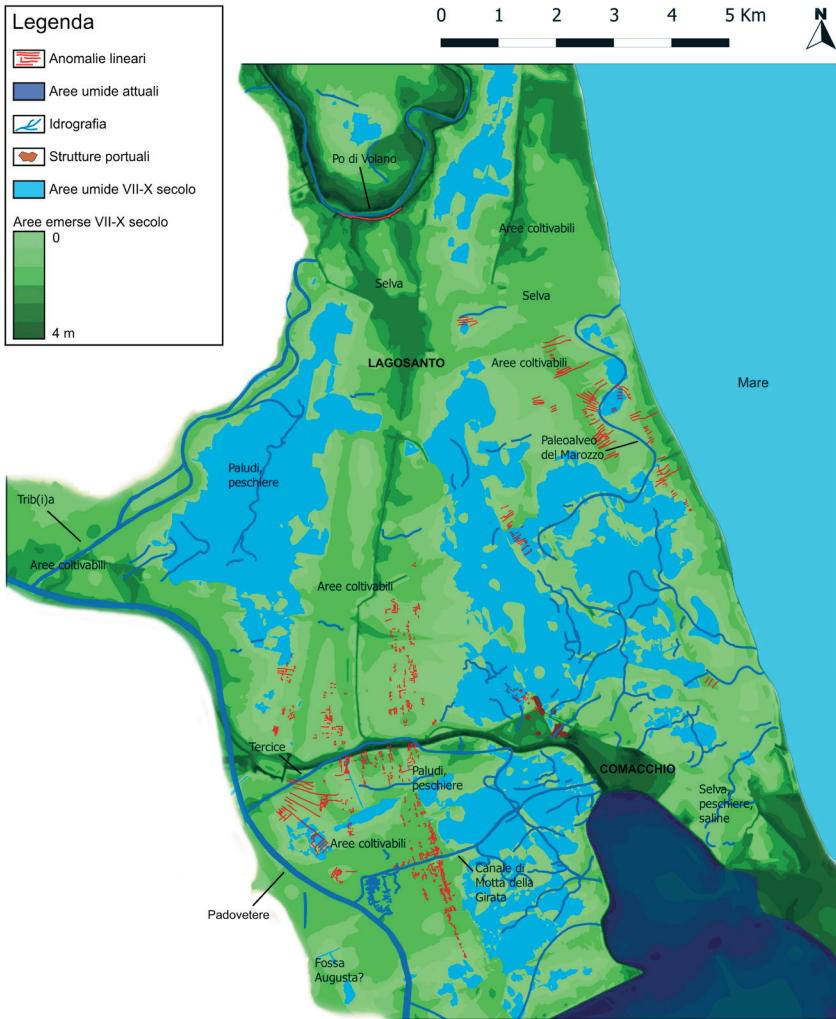 Legenda
Anomalie lineari
Aree umide attuali
Idrografia
Strutture portuali
Aree umide VII-X secolo
Aree emerse VII-X secolo
0
4 m
0 1 2 3 4 5 Km
N
Po di Volano
Aree coltivabili
Selva
Selva
LAGOSANTO
Aree coltivabili
Mare
Paleoalveo
del Marozzo
Paludi,
peschiere
Trib(i)a
Aree coltivabili
Aree coltivabili
Tercice
Paludi,
peschiere
COMACCHIO
Selva,
peschiere,
saline
Aree coltivabili
Canale di
Motta della
Girata
Padovetere
Fossa
Augusta?